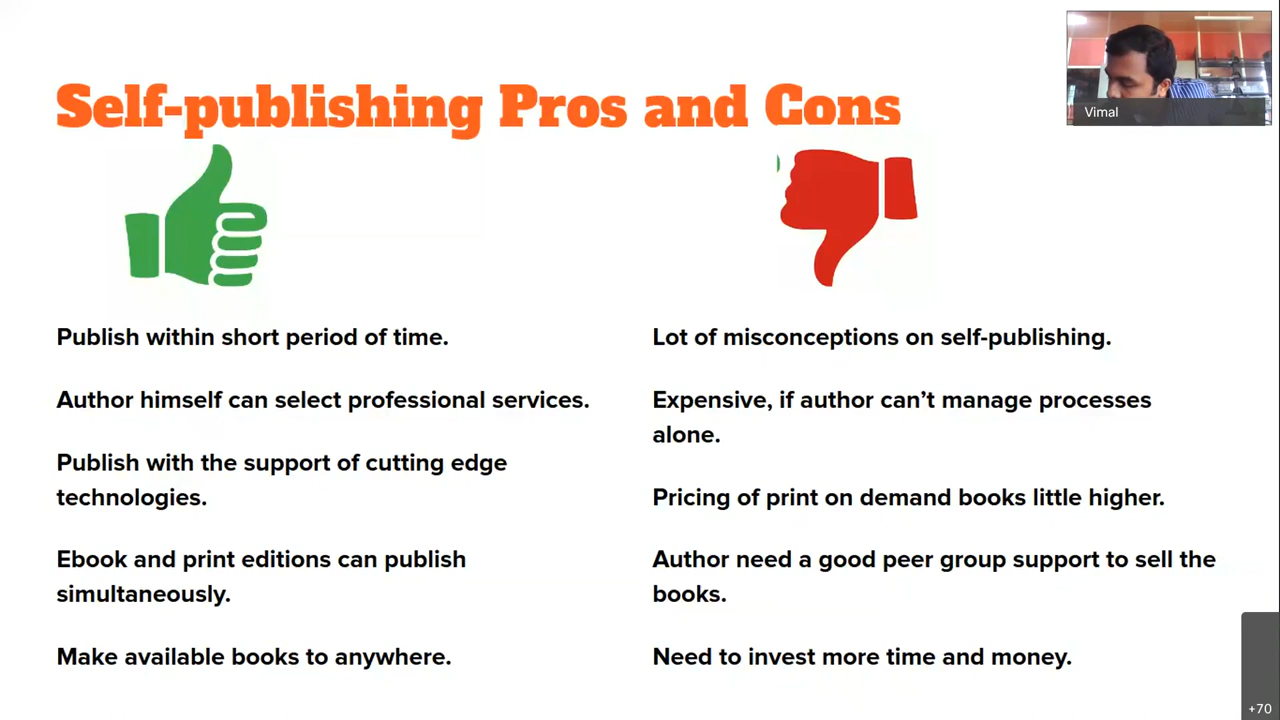 Self-publishing Pros and Cons
Vimal
Publish within short period of time.
Author himself can select professional services.
Publish with the support of cutting edge
technologies.
Ebook and print editions can publish
simultaneously.
Make available books to anywhere.
Lot of misconceptions on self-publishing.
Expensive, if author can’t manage processes
alone.
Pricing of print on demand books little higher.
Author need a good peer group support to sell the
books.
Need to invest more time and money.
+70